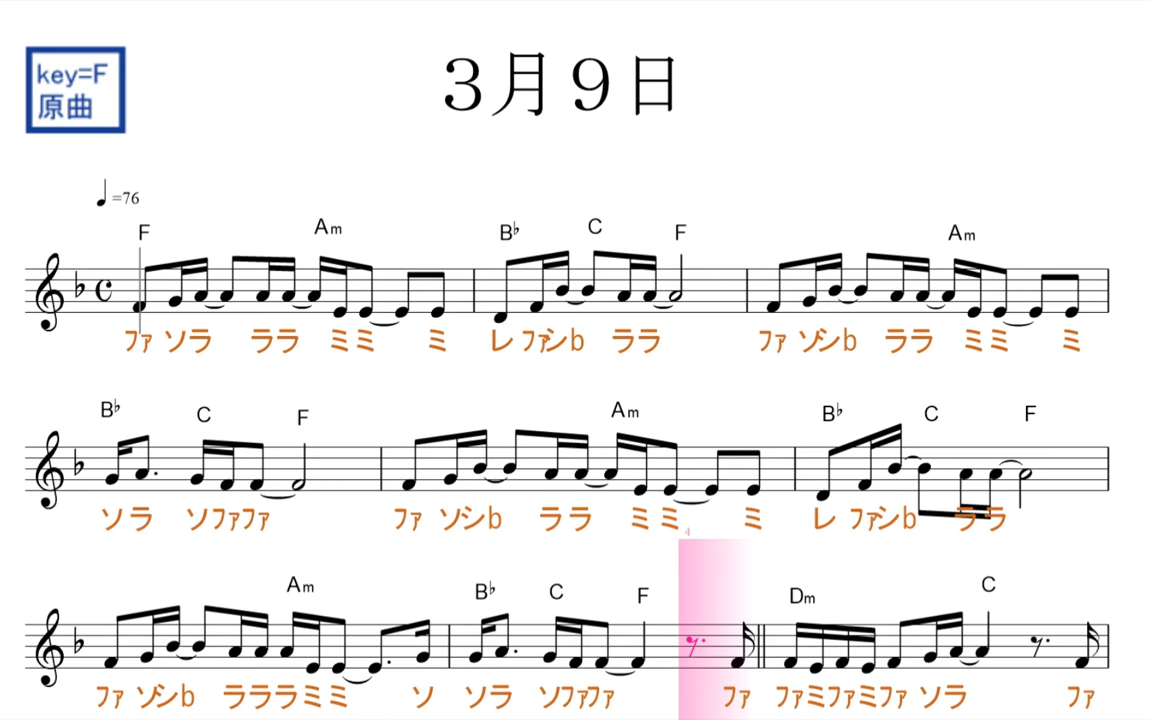 key=F
原曲
３月９日
=76
F Am B♭ C F Am
ﾌｧ ソラ ララ ミミ ミ レ ﾌｧシb ララ ﾌｧ ソシb ララ ミミ ミ
B♭ C F Am B♭ C F
ソラ ソﾌｧﾌｧ ﾌｧ ソシb ララ ミミ ミ レ ﾌｧシb ララ
4
Am B♭ C F Dm C
ﾌｧ ソシb ラララミミ ソ ソラ ソﾌｧﾌｧ ﾌｧ ﾌｧミﾌｧミﾌｧ ソラ ﾌｧ